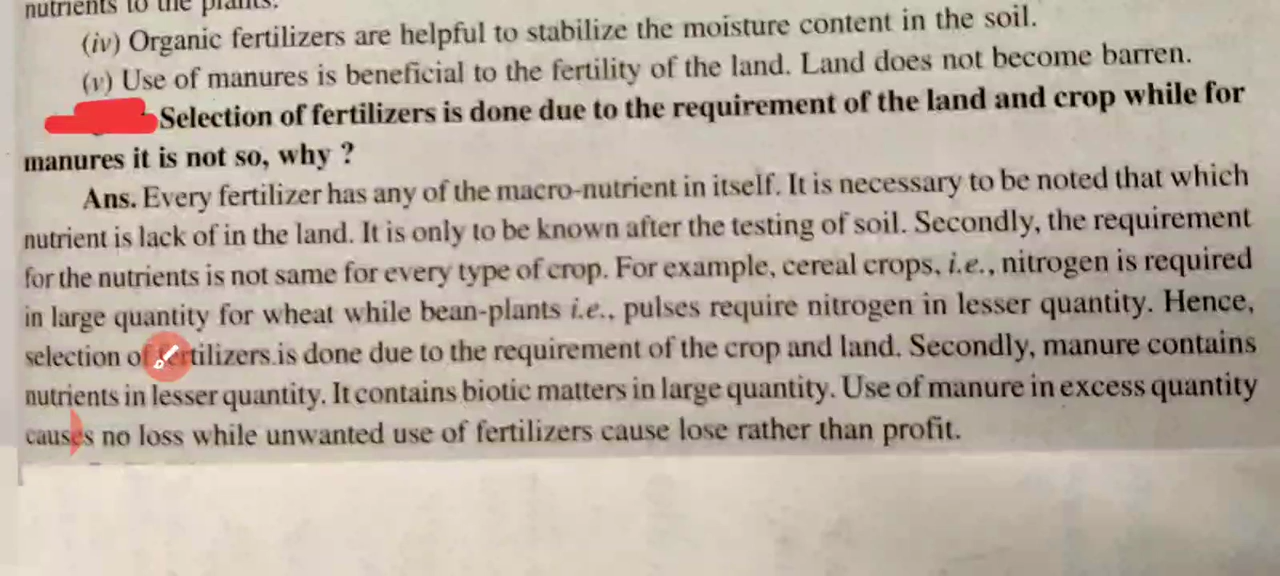 nutrients to the plants.
(iv) Organic fertilizers are helpful to stabilize the moisture content in the soil.
(v) Use of manures is beneficial to the fertility of the land. Land does not become barren.
Selection of fertilizers is done due to the requirement of the land and crop while for
manures it is not so, why ?
Ans. Every fertilizer has any of the macro-nutrient in itself. It is necessary to be noted that which
nutrient is lack of in the land. It is only to be known after the testing of soil. Secondly, the requirement
for the nutrients is not same for every type of crop. For example, cereal crops, i.e., nitrogen is required
in large quantity for wheat while bean-plants i.e., pulses require nitrogen in lesser quantity. Hence,
selection of fertilizers is done due to the requirement of the crop and land. Secondly, manure contains
nutrients in lesser quantity. It contains biotic matters in large quantity. Use of manure in excess quantity
causes no loss while unwanted use of fertilizers cause lose rather than profit.